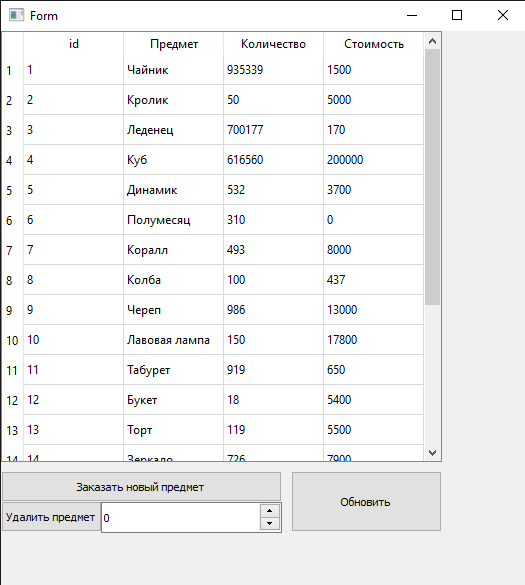 Form
id Предмет Количество Стоимость
1 1 Чайник 935339 1500
2 2 Кролик 50 5000
3 3 Леденец 700177 170
4 4 Куб 616560 200000
5 5 Динамик 532 3700
6 6 Полумесяц 310 0
7 7 Коралл 493 8000
8 8 Колба 100 437
9 9 Череп 986 13000
10 10 Лавовая лампа 150 17800
11 11 Табурет 919 650
12 12 Букет 18 5400
13 13 Торт 119 5500
14 14 Зеркало 726 7900
Заказать новый предмет
Обновить
Удалить предмет 0